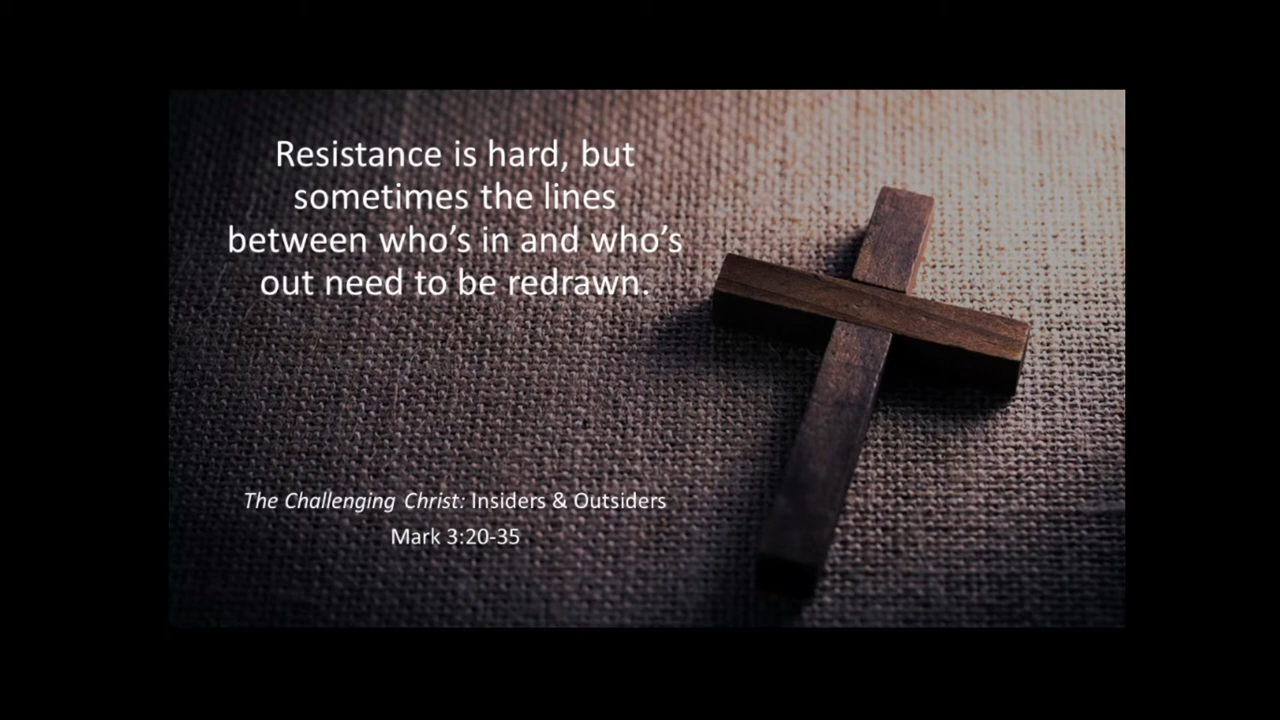 Resistance is hard, but
sometimes the lines
between who’s in and who’s
out need to be redrawn.
The Challenging Christ: Insiders & Outsiders
Mark 3:20-35